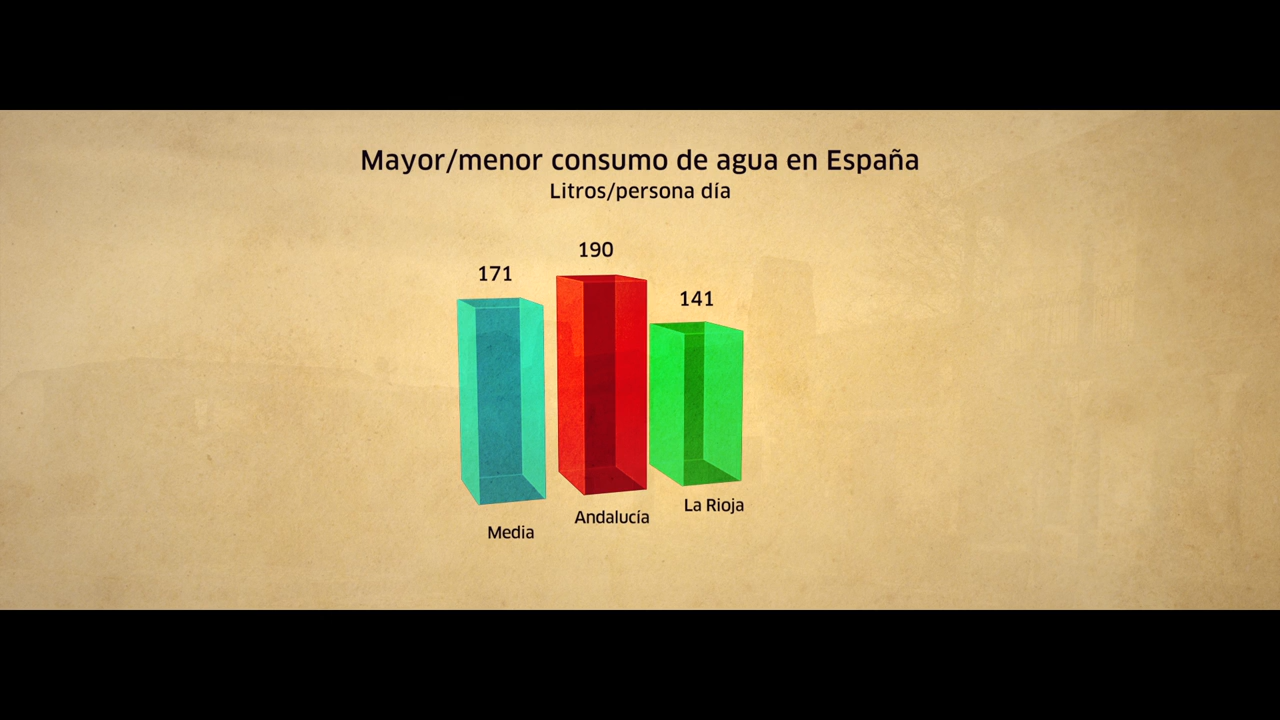 Mayor/menor consumo de agua en España
Litros/persona día
190
171
141
Media
Andalucía
La Rioja